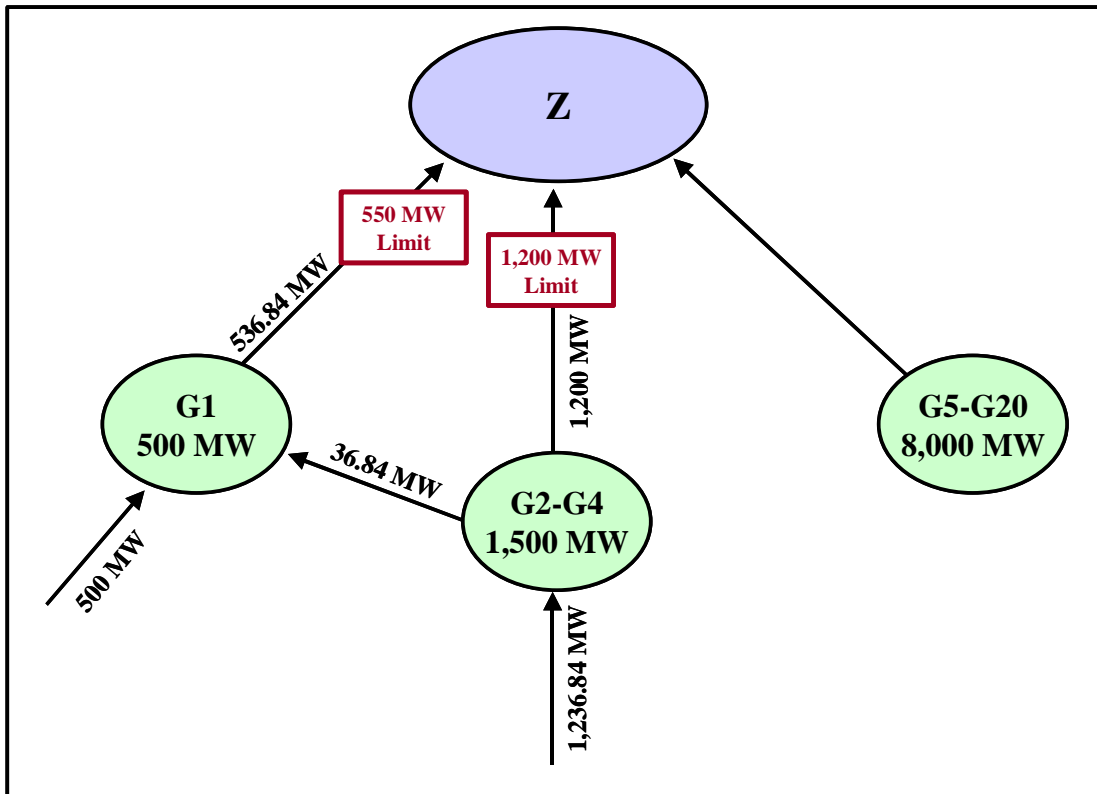 Z
550 MW
Limit
1,200 MW
Limit
536.84 MW
1,200 MW
G1
500 MW
G5-G20
8,000 MW
36.84 MW
G2-G4
1,500 MW
500 MW
1,236.84 MW